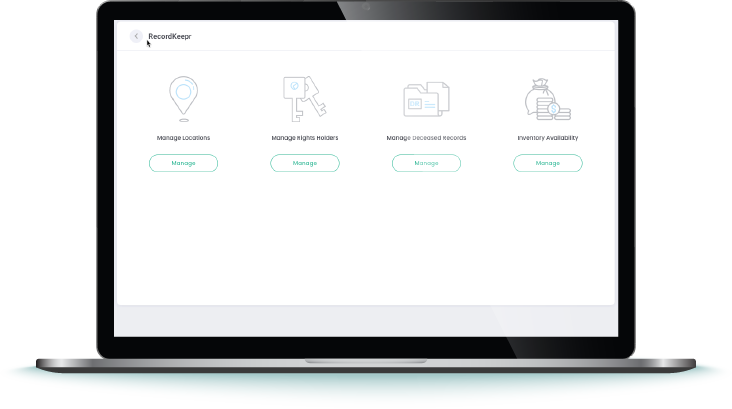 RecordKeepr
Manage Locations
Manage Rights Holders
Manage Deceased Records
Inventory Availability
Manage
Manage
Manage
Manage